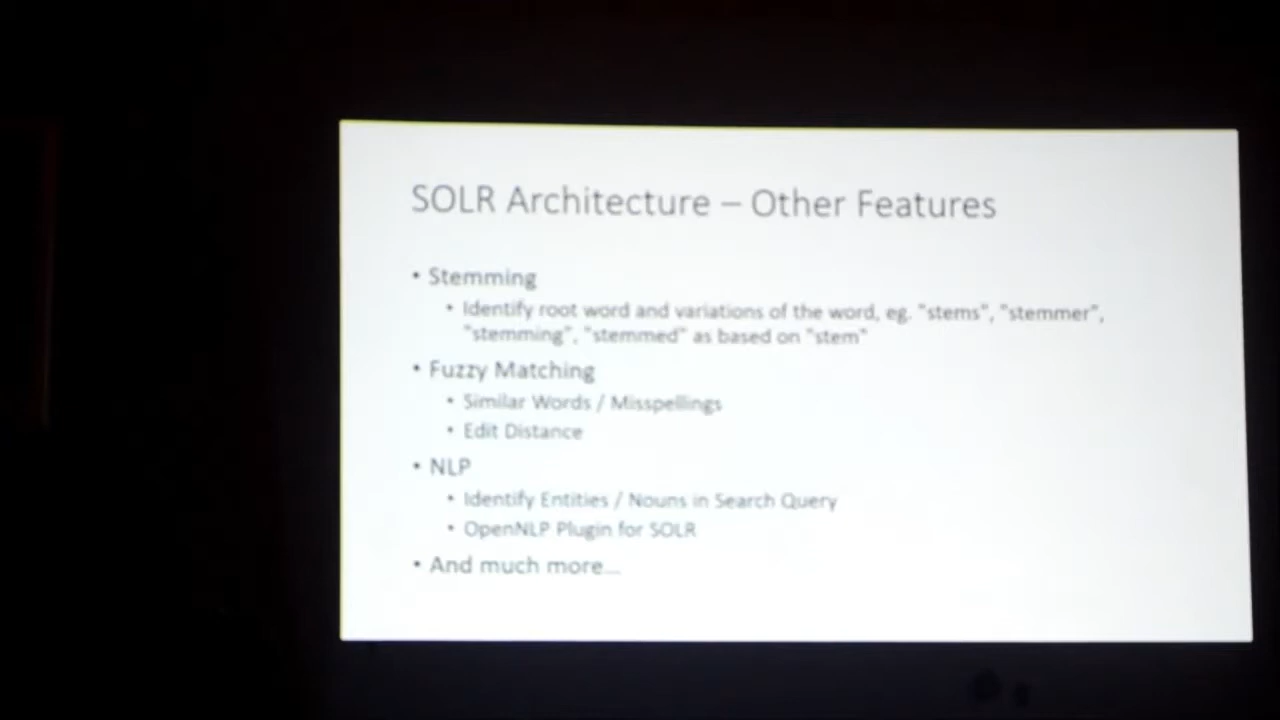 SOLR Architecture – Other Features
• Stemming
• Identify root word and variations of the word, eg. "stems", "stemmer",
"stemming", "stemmed" as based on "stem"
• Fuzzy Matching
• Similar Words / Misspellings
• Edit Distance
• NLP
• Identify Entities / Nouns in Search Query
• OpenNLP Plugin for SOLR
• And much more...